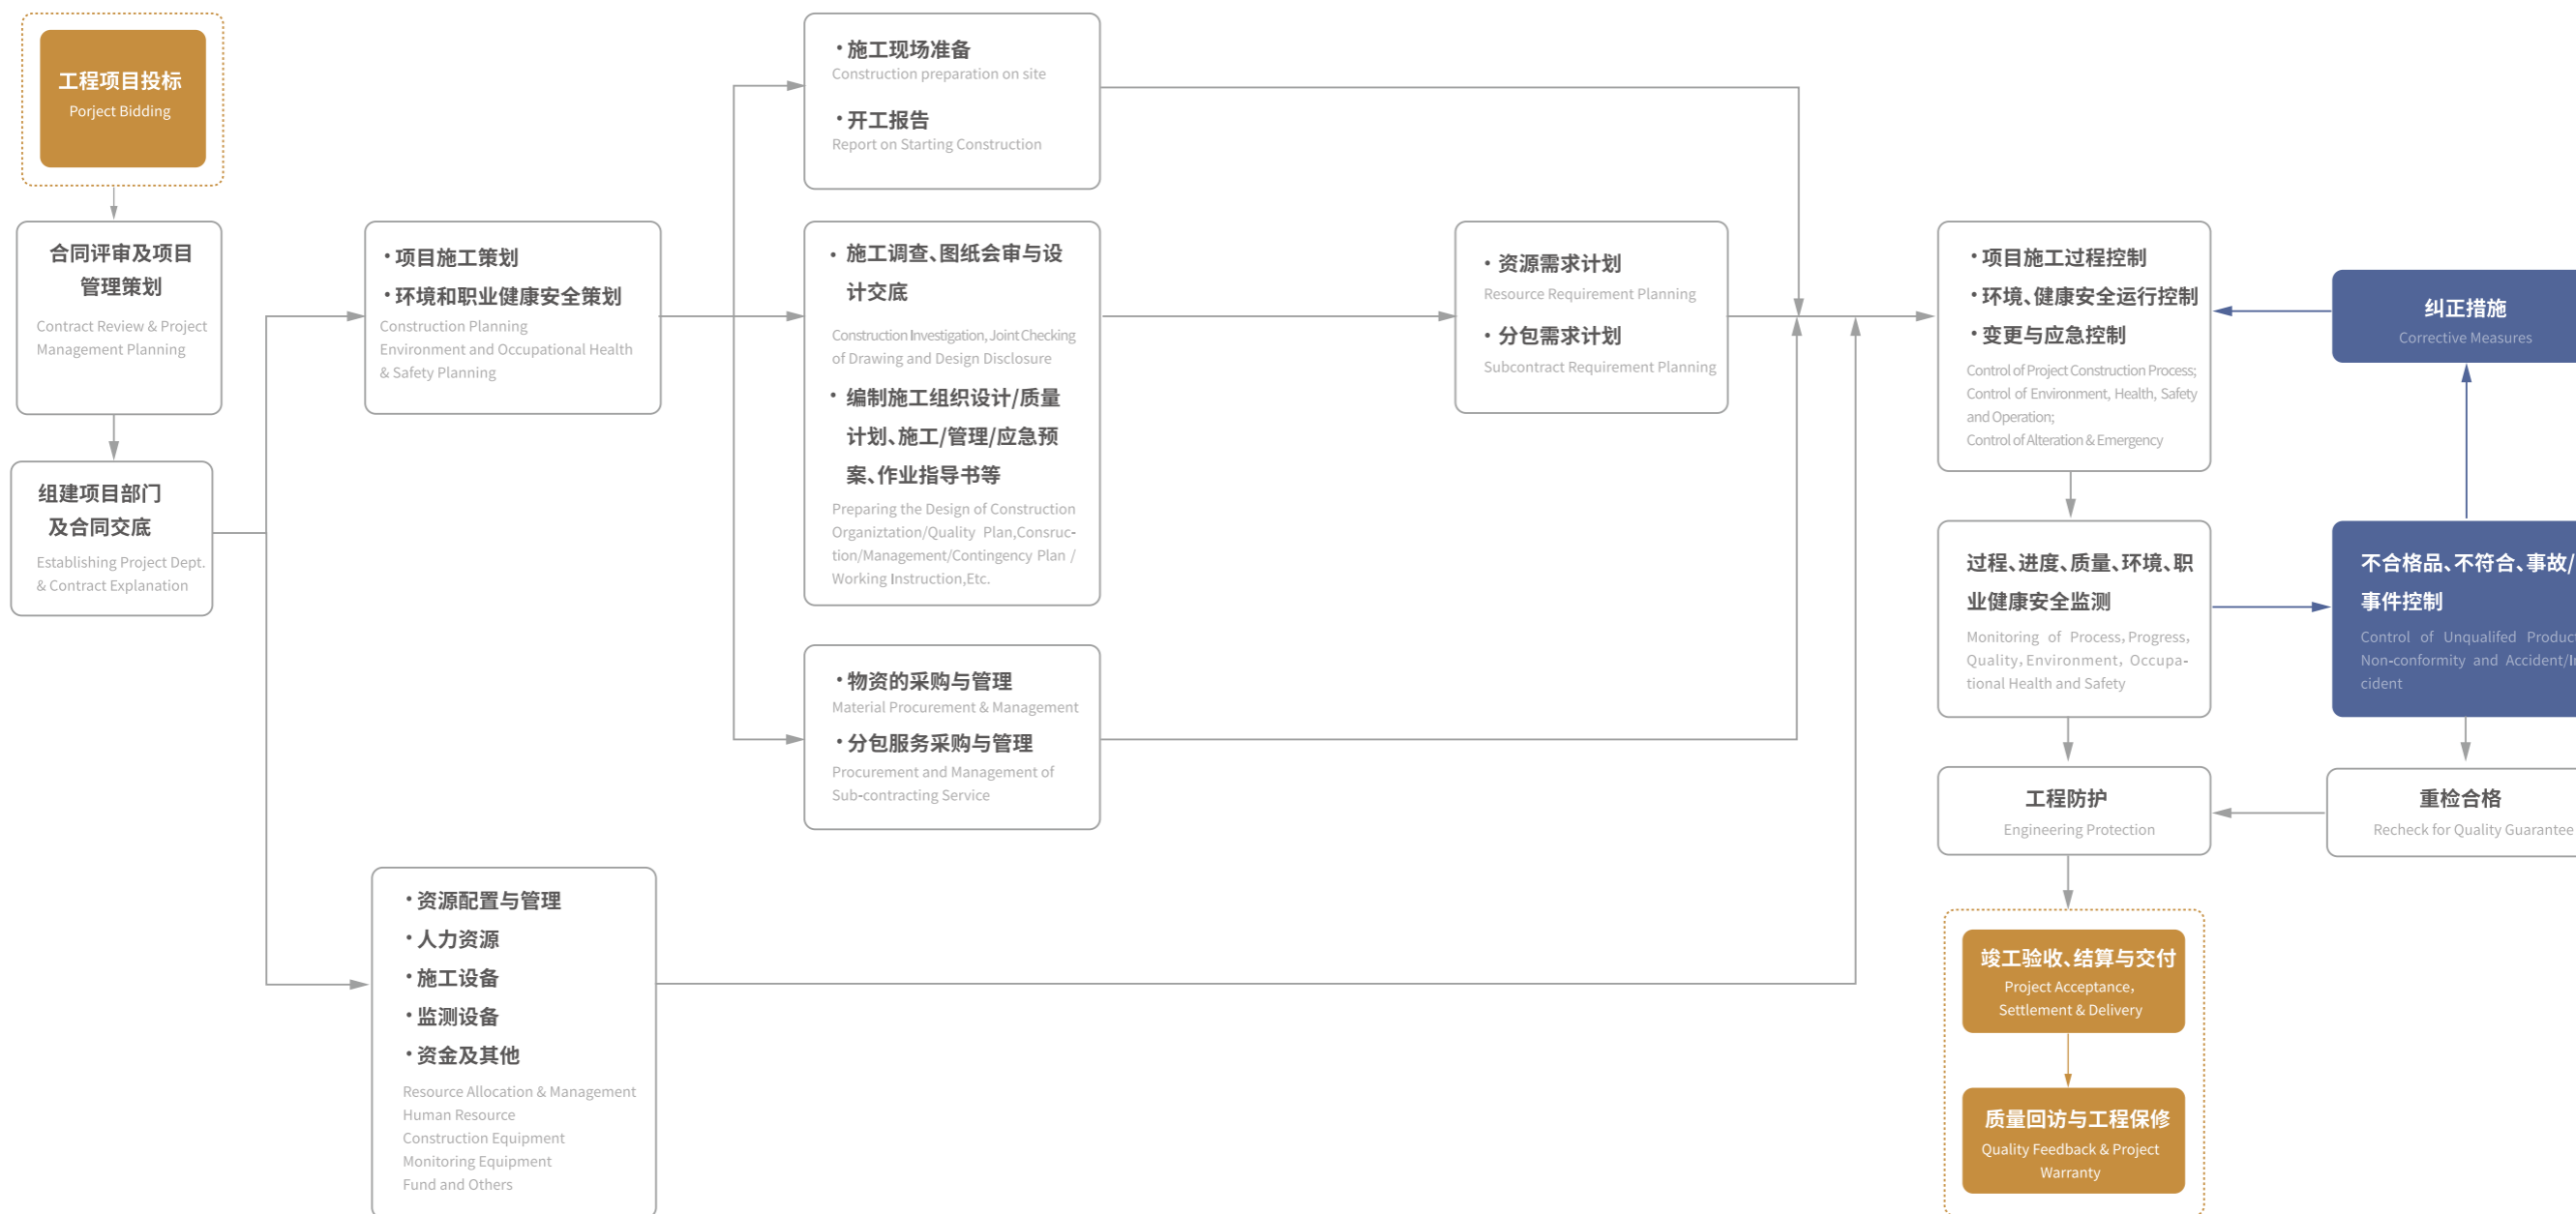 工程项目投标
Porject Bidding
合同评审及项目
管理策划
Contract Review & Project
Management Planning
组建项目部门
及合同交底
Establishing Project Dept.
& Contract Explanation
·项目施工策划
·环境和职业健康安全策划
Construction Planning
Environment and Occupational Health
& Safety Planning
·资源配置与管理
·人力资源
·施工设备
·监测设备
·资金及其他
Resource Allocation & Management
Human Resource
Construction Equipment
Monitoring Equipment
Fund and Others
·施工现场准备
Construction preparation on site
·开工报告
Report on Starting Construction
·施工调查、图纸会审与设
计交底
Construction Investigation, Joint Checking
of Drawing and Design Disclosure
·编制施工组织设计/质量
计划、施工/管理/应急预
案、作业指导书等
Preparing the Design of Construction
Organiztation/Quality Plan,Consruc-
tion/Management/Contingency Plan /
Working Instruction,Etc.
·物资的采购与管理
Material Procurement & Management
·分包服务采购与管理
Procurement and Management of
Sub-contracting Service
·资源需求计划
Resource Requirement Planning
·分包需求计划
Subcontract Requirement Planning
·项目施工过程控制
·环境、健康安全运行控制
·变更与应急控制
Control of Project Construction Process;
Control of Environment, Health, Safety
and Operation;
Control of Alteration & Emergency
过程、进度、质量、环境、职
业健康安全监测
Monitoring of Process, Progress,
Quality, Environment, Occupa-
tional Health and Safety
工程防护
Engineering Protection
竣工验收、结算与交付
Project Acceptance,
Settlement & Delivery
质量回访与工程保修
Quality Feedback & Project
Warranty
纠正措施
Corrective Measures
不合格品、不符合、事故/
事件控制
Control of Unqualifed Product
Non-conformity and Accident/In
cident
重检合格
Recheck for Quality Guarantee